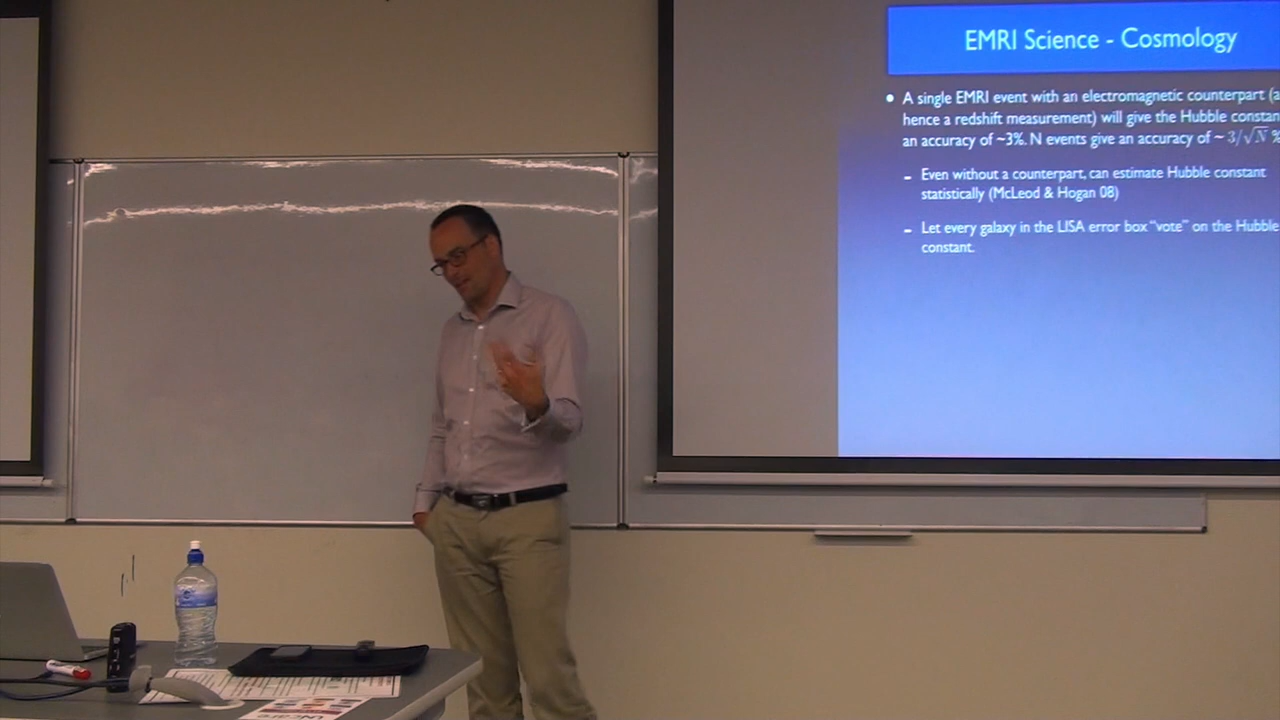 EMRI Science - Cosmology
• A single EMRI event with an electromagnetic counterpart (a
hence a redshift measurement) will give the Hubble constan
an accuracy of ~3%. N events give an accuracy of ~ 3/√N %
- Even without a counterpart, can estimate Hubble constant
statistically (McLeod & Hogan 08)
- Let every galaxy in the LISA error box “vote” on the Hubble
constant.